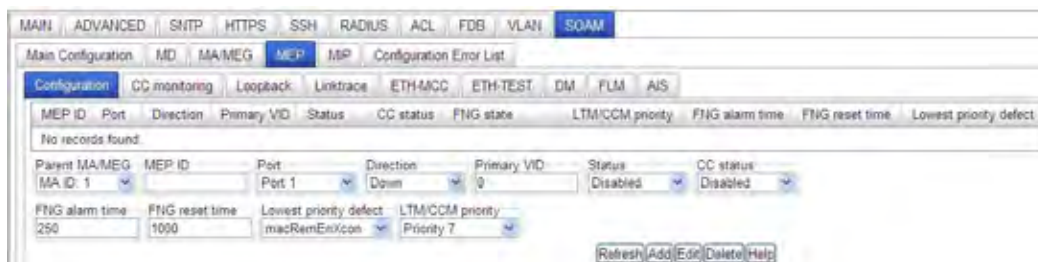 MAIN ADVANCED SNTP HTTPS SSH RADIUS ACL FDB VLAN SOAM
Main Configuration MD MA/MEG MEP MIP Configuration Error List
Configuration CC monitoring Loopback Linktrace ETH-MCC ETH-TEST DM FLM AIS
MEP ID Port Direction Primary VID Status CC status FNG state LTM/CCM priority FNG alarm time FNG reset time Lowest priority defect
No records found
Parent MA/MEG MEP ID Port Direction Primary VID Status CC status
MA ID: 1 Port 1 Down 0 Disabled Disabled
FNG alarm time FNG reset time Lowest priority defect LTM/CCM priority
250 1000 macRemErrXcon Priority 7
Refresh Add Edit Delete Help